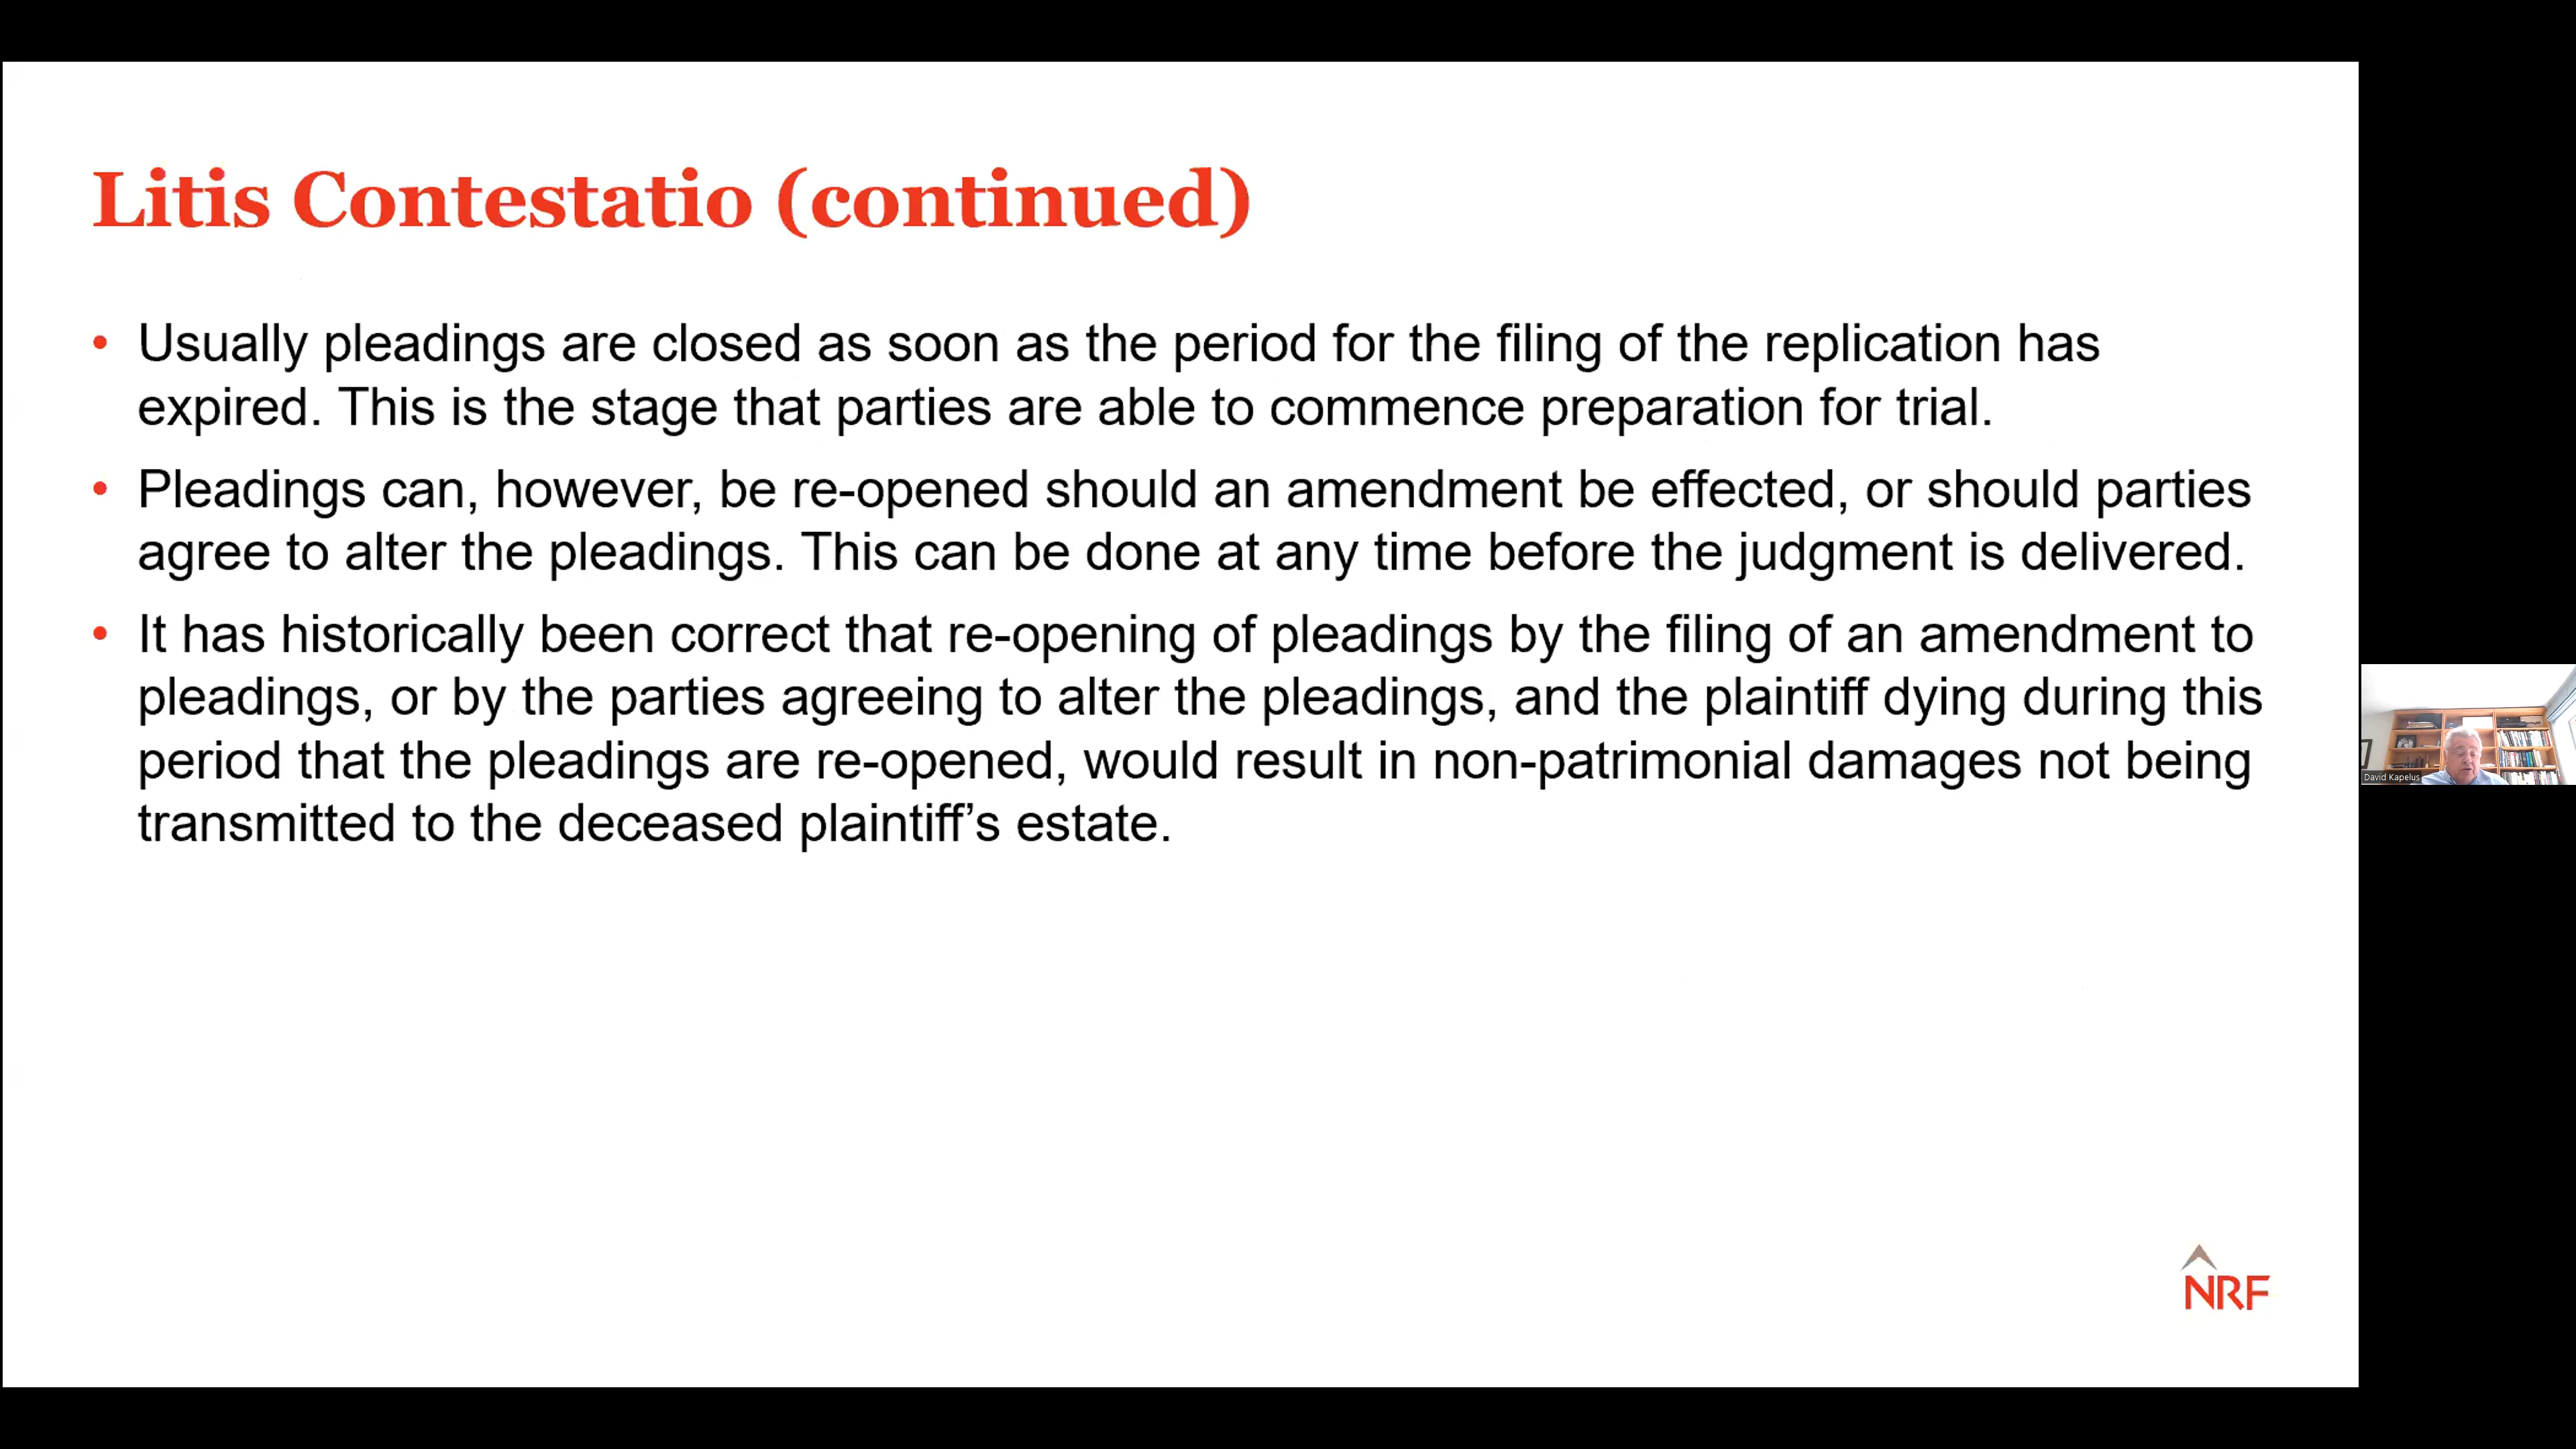 Litis Contestatio (continued)
• Usually pleadings are closed as soon as the period for the filing of the replication has
expired. This is the stage that parties are able to commence preparation for trial.
• Pleadings can, however, be re-opened should an amendment be effected, or should parties
agree to alter the pleadings. This can be done at any time before the judgment is delivered.
• It has historically been correct that re-opening of pleadings by the filing of an amendment to
pleadings, or by the parties agreeing to alter the pleadings, and the plaintiff dying during this
period that the pleadings are re-opened, would result in non-patrimonial damages not being
transmitted to the deceased plaintiff’s estate.
David Kapelus
NRF